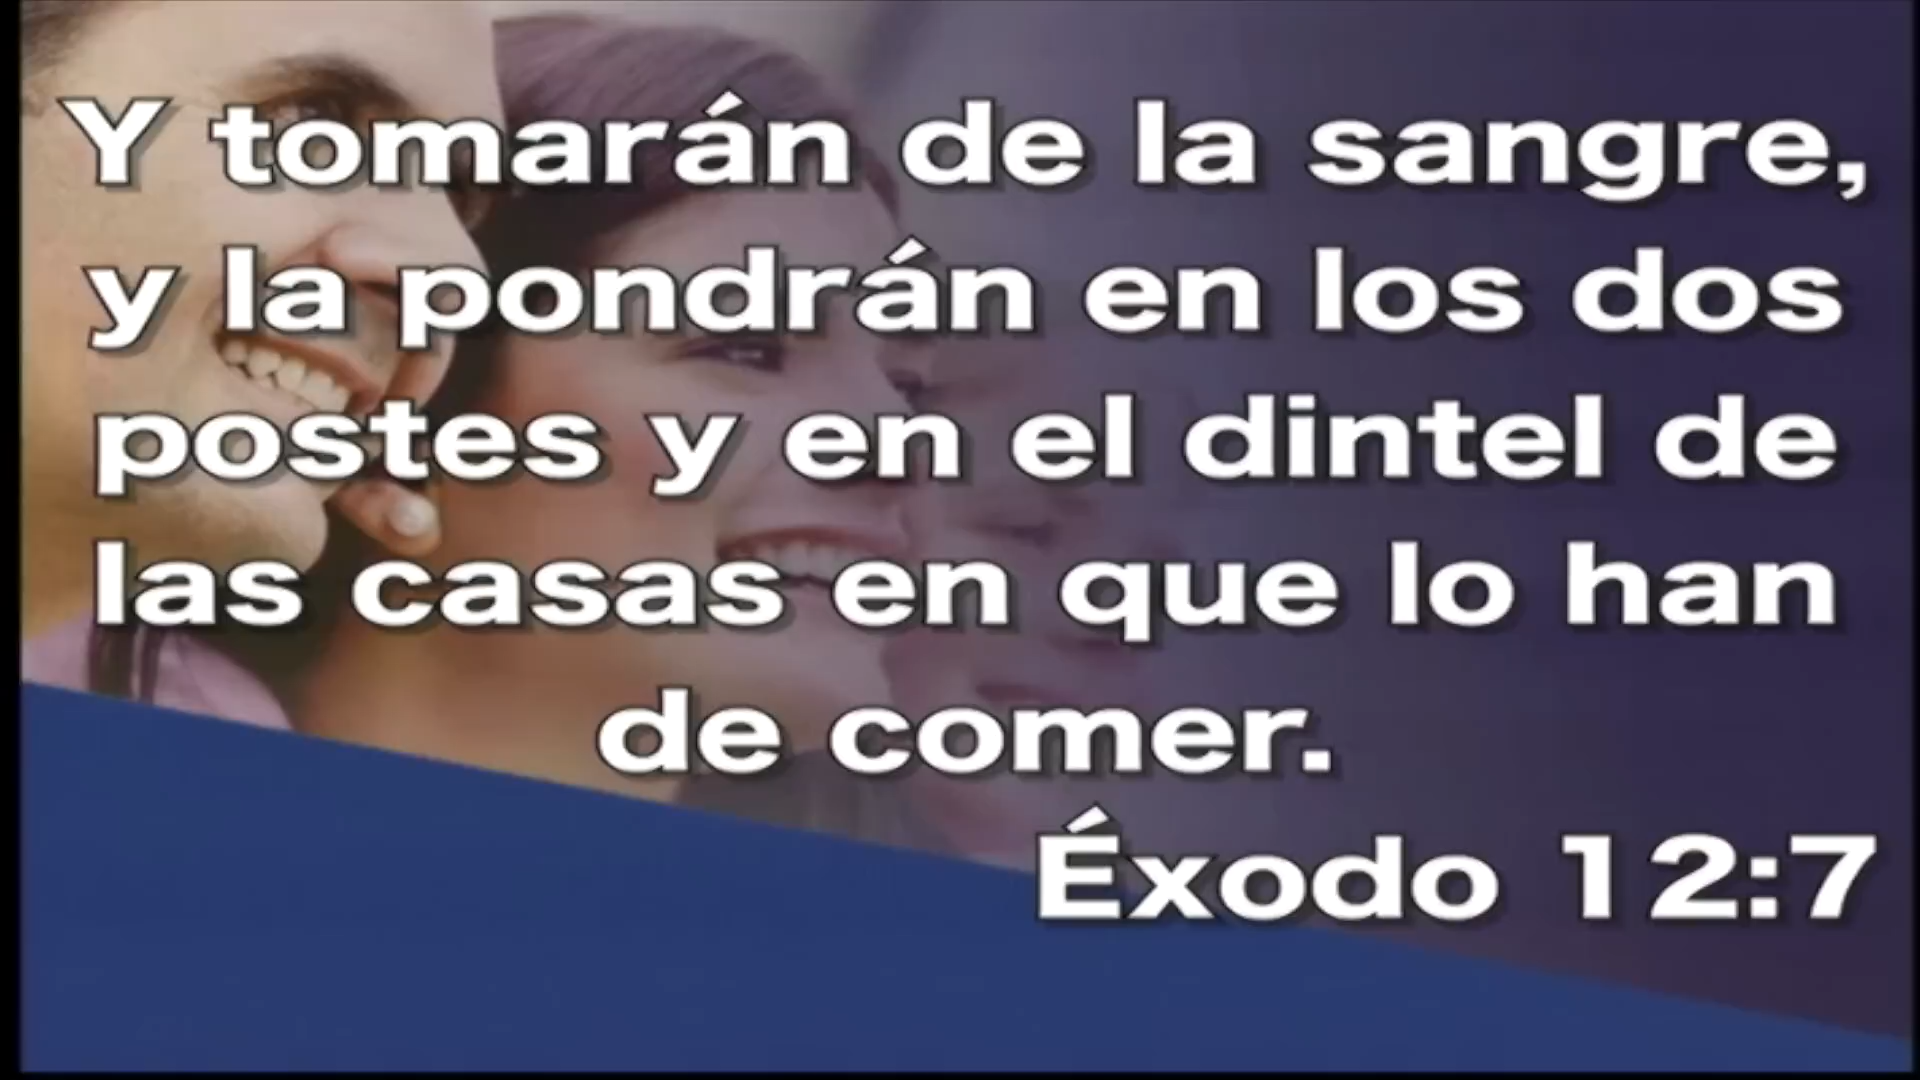 Y tomarán de la sangre,
y la pondrán en los dos
postes y en el dintel de
las casas en que lo han
de comer.
Éxodo 12:7